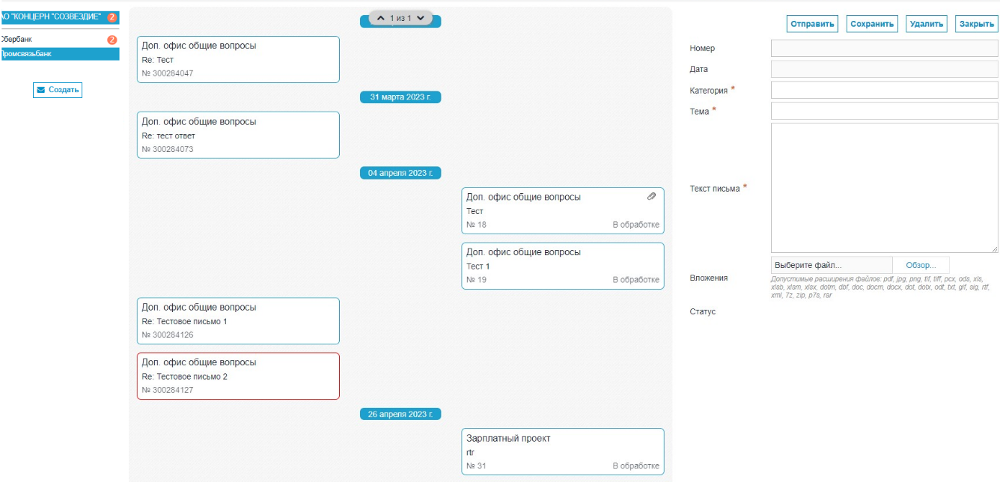 АО "КОНЦЕРН "СОЗВЕЗДИЕ" 2
Сбербанк 2
Промсвязьбанк
Создать
1 из 1
Доп. офис общие вопросы
Re: Тест
№ 300284047
31 марта 2023 г.
Доп. офис общие вопросы
Re: тест ответ
№ 300284073
04 апреля 2023 г.
Доп. офис общие вопросы
Тест
№ 18 В обработке
Доп. офис общие вопросы
Тест 1
№ 19 В обработке
Доп. офис общие вопросы
Re: Тестовое письмо 1
№ 300284126
Доп. офис общие вопросы
Re: Тестовое письмо 2
№ 300284127
26 апреля 2023 г.
Зарплатный проект
rtr
№ 31 В обработке
Отправить Сохранить Удалить Закрыть
Номер
Дата
Категория *
Тема *
Текст письма *
Вложения
Выберите файл... Обзор...
Допустимые расширения файлов: pdf, jpg, png, tif, tiff, pcx, ods, xls,
xlsb, xlsm, xlsx, dotm, dbf, doc, docm, docx, dot, dotx, odt, txt, gif, sig, rtf,
xml, 7z, zip, p7s, rar
Статус